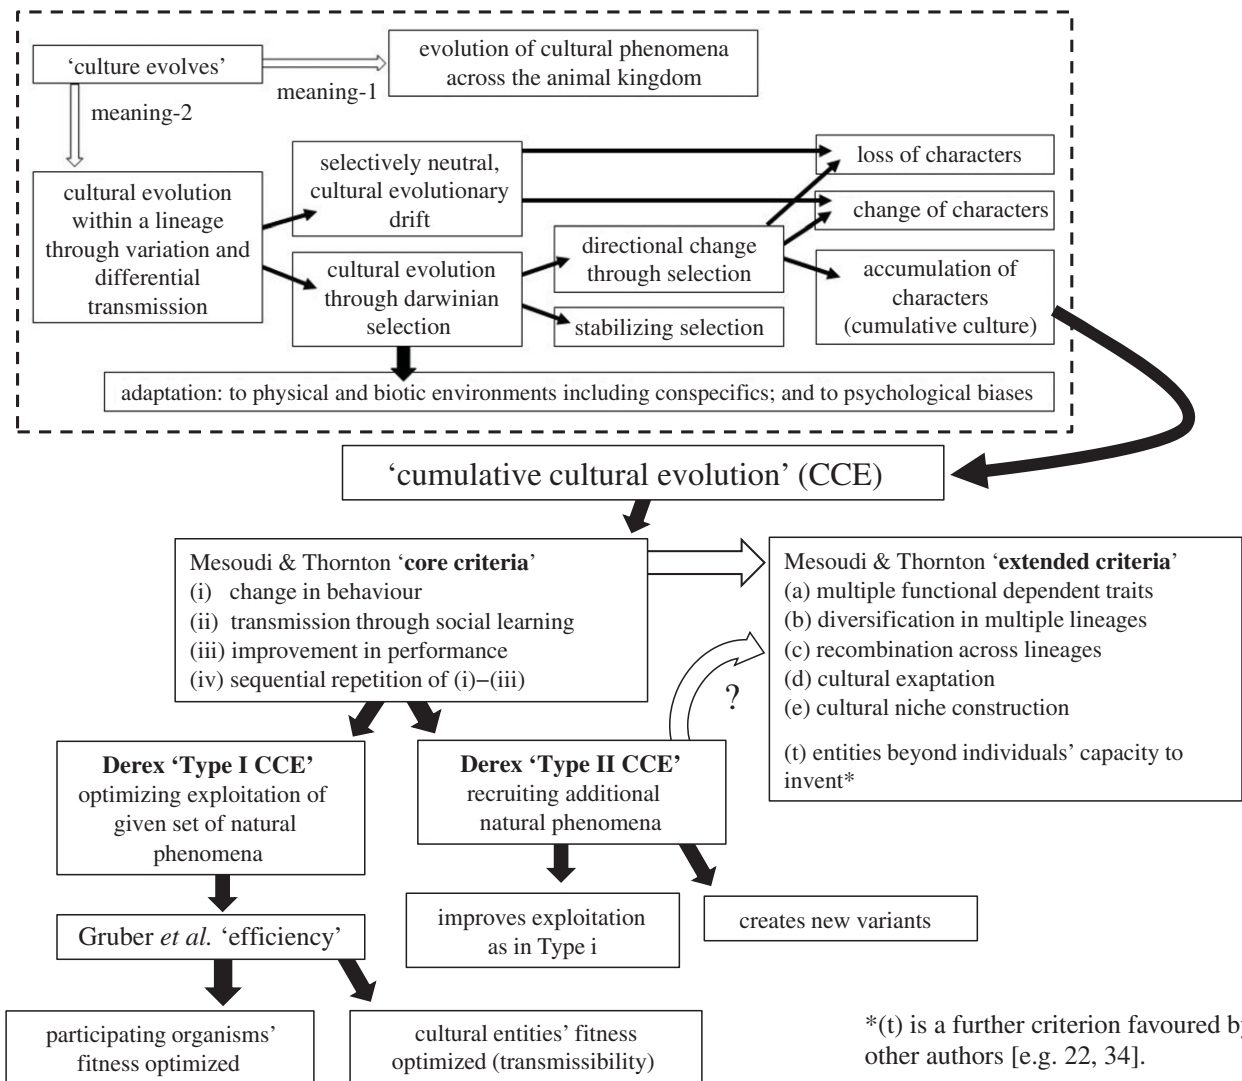 ‘culture evolves’
meaning-1
evolution of cultural phenomena
across the animal kingdom
meaning-2
cultural evolution
within a lineage
through variation and
differential
transmission
selectively neutral,
cultural evolutionary
drift
cultural evolution
through darwinian
selection
directional change
through selection
stabilizing selection
loss of characters
change of characters
accumulation of
characters
(cumulative culture)
adaptation: to physical and biotic environments including conspecifics; and to psychological biases
‘cumulative cultural evolution’ (CCE)
Mesoudi & Thornton ‘core criteria’
(i) change in behaviour
(ii) transmission through social learning
(iii) improvement in performance
(iv) sequential repetition of (i)–(iii)
Mesoudi & Thornton ‘extended criteria’
(a) multiple functional dependent traits
(b) diversification in multiple lineages
(c) recombination across lineages
(d) cultural exaptation
(e) cultural niche construction
(t) entities beyond individuals’ capacity to
invent*
?
Derex ‘Type I CCE’
optimizing exploitation of
given set of natural
phenomena
Derex ‘Type II CCE’
recruiting additional
natural phenomena
Gruber et al. ‘efficiency’
improves exploitation
as in Type i
creates new variants
participating organisms’
fitness optimized
cultural entities’ fitness
optimized (transmissibility)
*(t) is a further criterion favoured by
other authors [e.g. 22, 34].